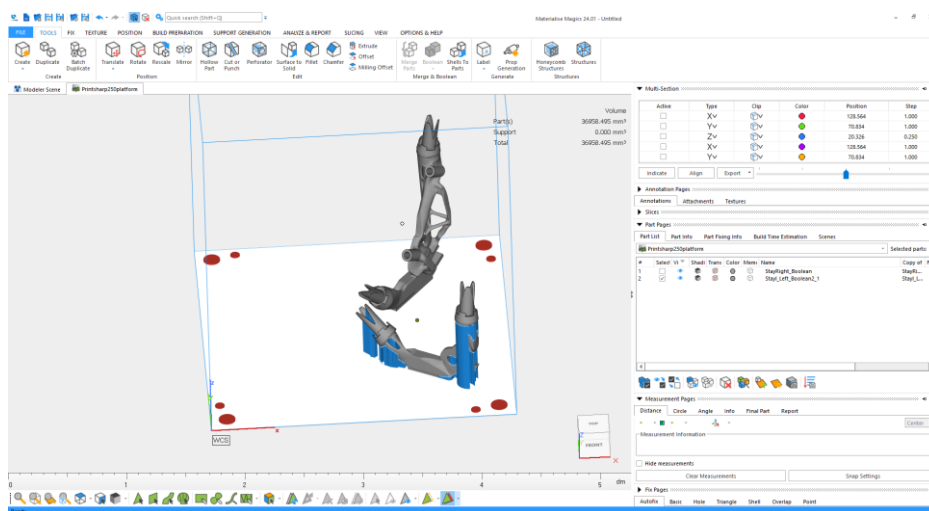 Quick search (Shift+Q)
Materialise Magics 24.01 - Untitled
FILE TOOLS FIX TEXTURE POSITION BUILD PREPARATION SUPPORT GENERATION ANALYZE & REPORT SLICING VIEW OPTIONS & HELP
Create Duplicate Batch Duplicate Translate Rotate Rescale Mirror Hollow Part Cut or Punch Perforator Surface to Solid Fillet Chamfer Extrude Offset Milling Offset Merge Parts Boolean Shells To Parts Label Prop Generation Honeycomb Structures Structures
Create Position Edit Merge & Boolean Generate Structures
Modeler Scene Printsharp250platform
Volume
Part(s) 36958.495 mm³
Support 0.000 mm³
Total 36958.495 mm³
WCS
z
x
TOP
FRONT
Z
X
0 1 2 3 4 5 dm
Multi-Section
Active Type Clip Color Position Step
X 128.564 1.000
Y 70.834 1.000
Z 20.326 0.250
X 128.564 1.000
Y 70.834 1.000
Indicate Align Export
Annotation Pages
Annotations Attachments Textures
Slices
Part Pages
Part List Part Info Part Fixing Info Build Time Estimation Scenes
Printsharp250platform Selected parts:
# Select Vi Shadi Trans Color Mem Name Copy of
1 StayRight_Boolean StayRi...
2 Stayl_Left_Boolean2_1 Stayl_L...
Measurement Pages
Distance Circle Angle Info Final Part Report
Center
Measurement Information
Hide measurements
Clear Measurements Snap Settings
Fix Pages
Autofix Basic Hole Triangle Shell Overlap Point